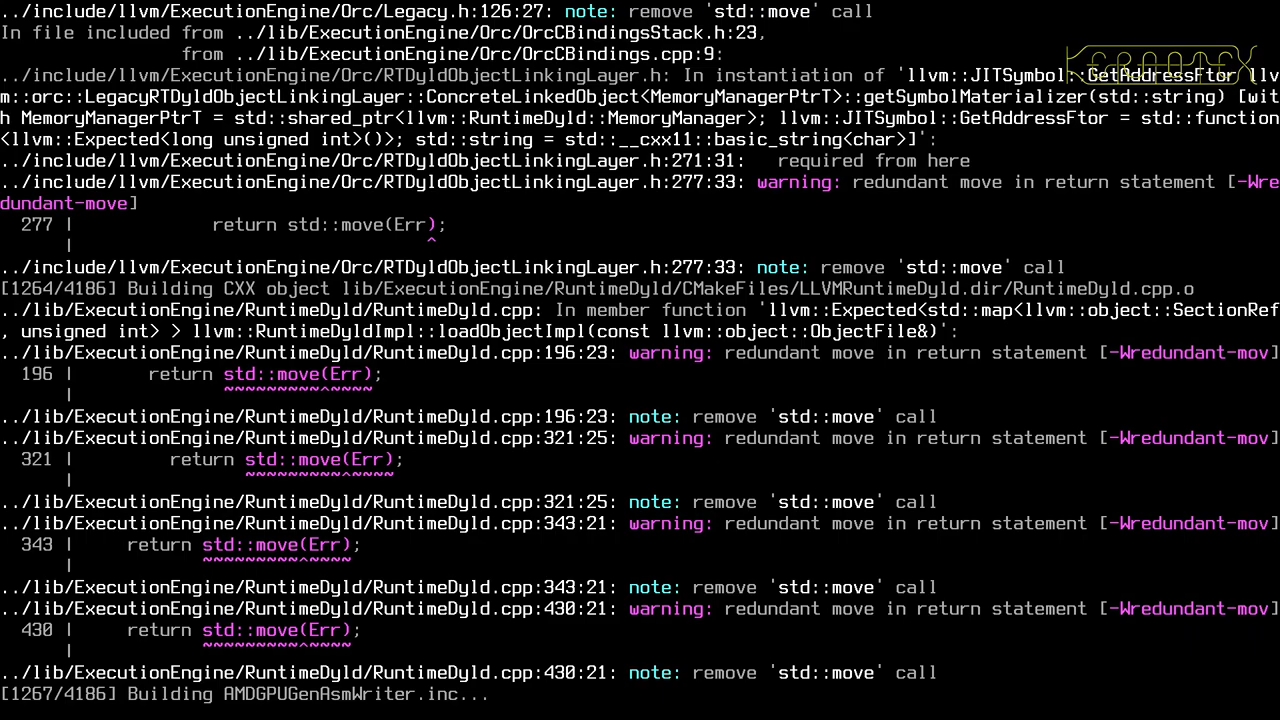 ../include/llvm/ExecutionEngine/Orc/Legacy.h:126:27: note: remove 'std::move' call
In file included from ../lib/ExecutionEngine/Orc/OrcCBindingsStack.h:23,
                 from ../lib/ExecutionEngine/Orc/OrcCBindings.cpp:9:
../include/llvm/ExecutionEngine/Orc/RTDyldObjectLinkingLayer.h: In instantiation of 'llvm::JITSymbol::GetAddressFtor llv
m::orc::LegacyRTDyldObjectLinkingLayer::ConcreteLinkedObject<MemoryManagerPtrT>::getSymbolMaterializer(std::string) [wit
h MemoryManagerPtrT = std::shared_ptr<llvm::RuntimeDyld::MemoryManager>; llvm::JITSymbol::GetAddressFtor = std::function
<llvm::Expected<long unsigned int>()>; std::string = std::__cxx11::basic_string<char>]':
../include/llvm/ExecutionEngine/Orc/RTDyldObjectLinkingLayer.h:271:31:   required from here
../include/llvm/ExecutionEngine/Orc/RTDyldObjectLinkingLayer.h:277:33: warning: redundant move in return statement [-Wre
dundant-move]
  277 |             return std::move(Err);
      |                                 ^
../include/llvm/ExecutionEngine/Orc/RTDyldObjectLinkingLayer.h:277:33: note: remove 'std::move' call
[1264/4186] Building CXX object lib/ExecutionEngine/RuntimeDyld/CMakeFiles/LLVMRuntimeDyld.dir/RuntimeDyld.cpp.o
../lib/ExecutionEngine/RuntimeDyld/RuntimeDyld.cpp: In member function 'llvm::Expected<std::map<llvm::object::SectionRef
, unsigned int> > llvm::RuntimeDyldImpl::loadObjectImpl(const llvm::object::ObjectFile&)':
../lib/ExecutionEngine/RuntimeDyld/RuntimeDyld.cpp:196:23: warning: redundant move in return statement [-Wredundant-mov]
  196 |       return std::move(Err);
      |              ~~~~~~~~~^~~~~
../lib/ExecutionEngine/RuntimeDyld/RuntimeDyld.cpp:196:23: note: remove 'std::move' call
../lib/ExecutionEngine/RuntimeDyld/RuntimeDyld.cpp:321:25: warning: redundant move in return statement [-Wredundant-mov]
  321 |         return std::move(Err);
      |                ~~~~~~~~~^~~~~
../lib/ExecutionEngine/RuntimeDyld/RuntimeDyld.cpp:321:25: note: remove 'std::move' call
../lib/ExecutionEngine/RuntimeDyld/RuntimeDyld.cpp:343:21: warning: redundant move in return statement [-Wredundant-mov]
  343 |     return std::move(Err);
      |            ~~~~~~~~~^~~~~
../lib/ExecutionEngine/RuntimeDyld/RuntimeDyld.cpp:343:21: note: remove 'std::move' call
../lib/ExecutionEngine/RuntimeDyld/RuntimeDyld.cpp:430:21: warning: redundant move in return statement [-Wredundant-mov]
  430 |     return std::move(Err);
      |            ~~~~~~~~~^~~~~
../lib/ExecutionEngine/RuntimeDyld/RuntimeDyld.cpp:430:21: note: remove 'std::move' call
[1267/4186] Building AMDGPUGenAsmWriter.inc...